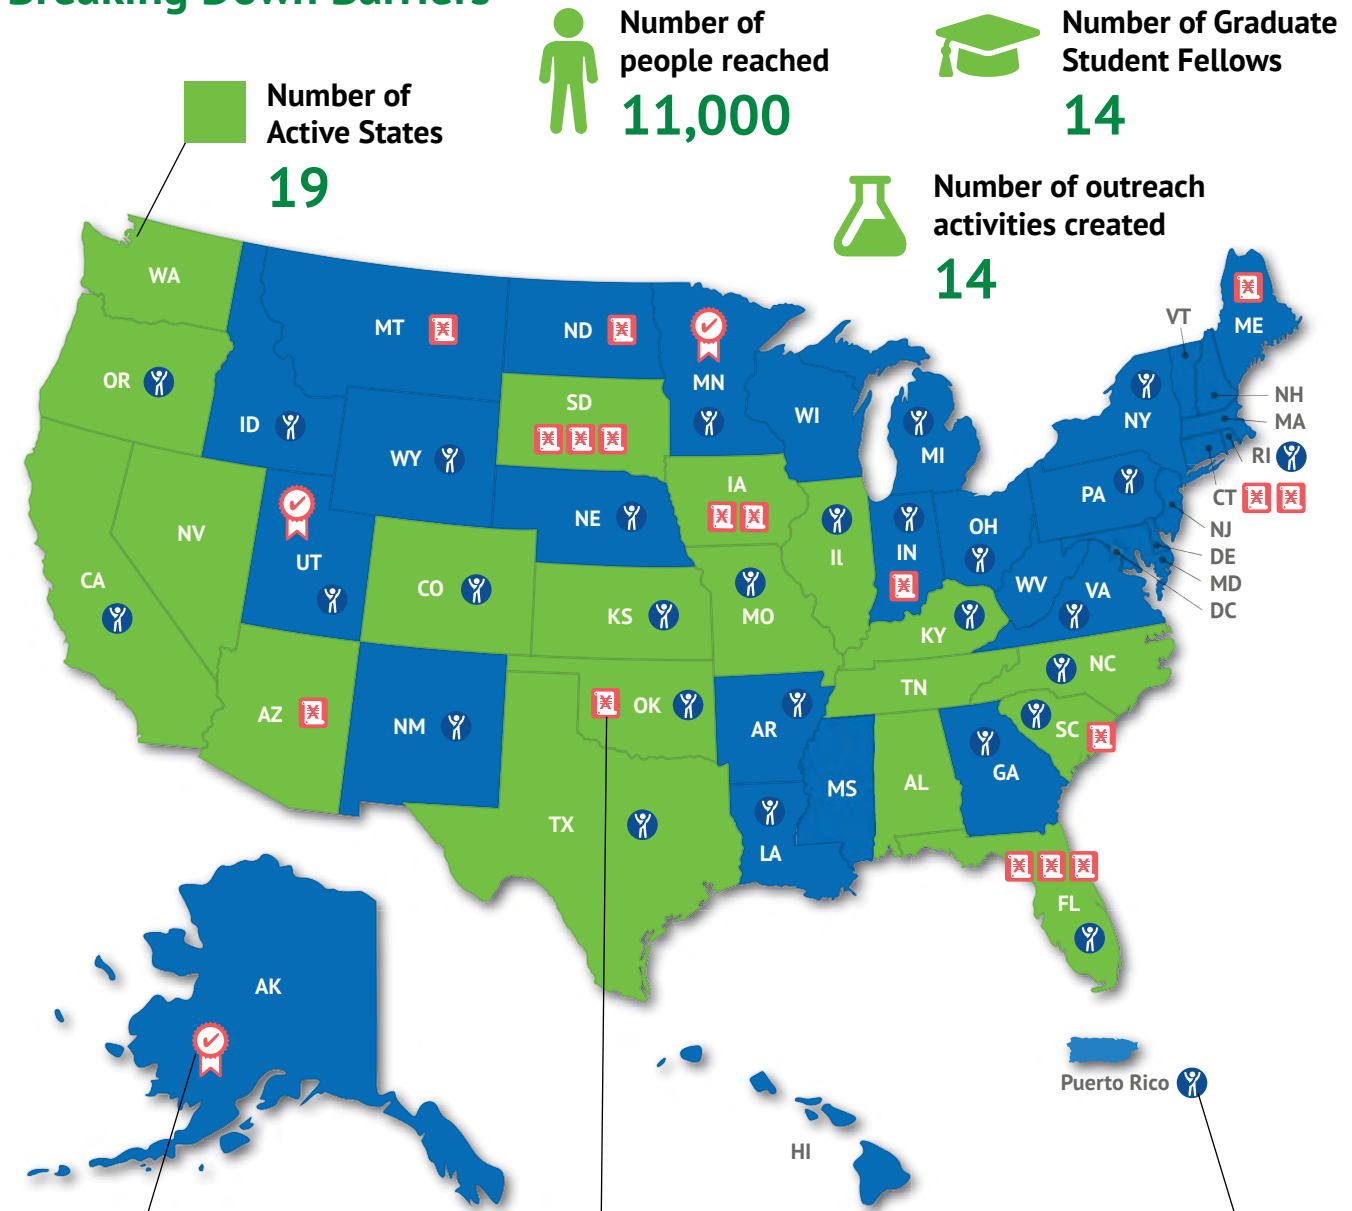 Breaking Down Barriers
Number of
people reached
11,000
Number of Graduate
Student Fellows
14
Number of
Active States
19
Number of outreach
activities created
14
WA
MT
ND
MN
VT
ME
OR
ID
WY
SD
WI
MI
NY
NH
MA
RI
CT
NJ
DE
MD
DC
NV
UT
NE
IA
Il
IN
OH
PA
WV
VA
CA
CO
KS
MO
KY
NC
TN
AZ
NM
OK
AR
SC
TX
LA
MS
AL
GA
FL
AK
HI
Puerto Rico